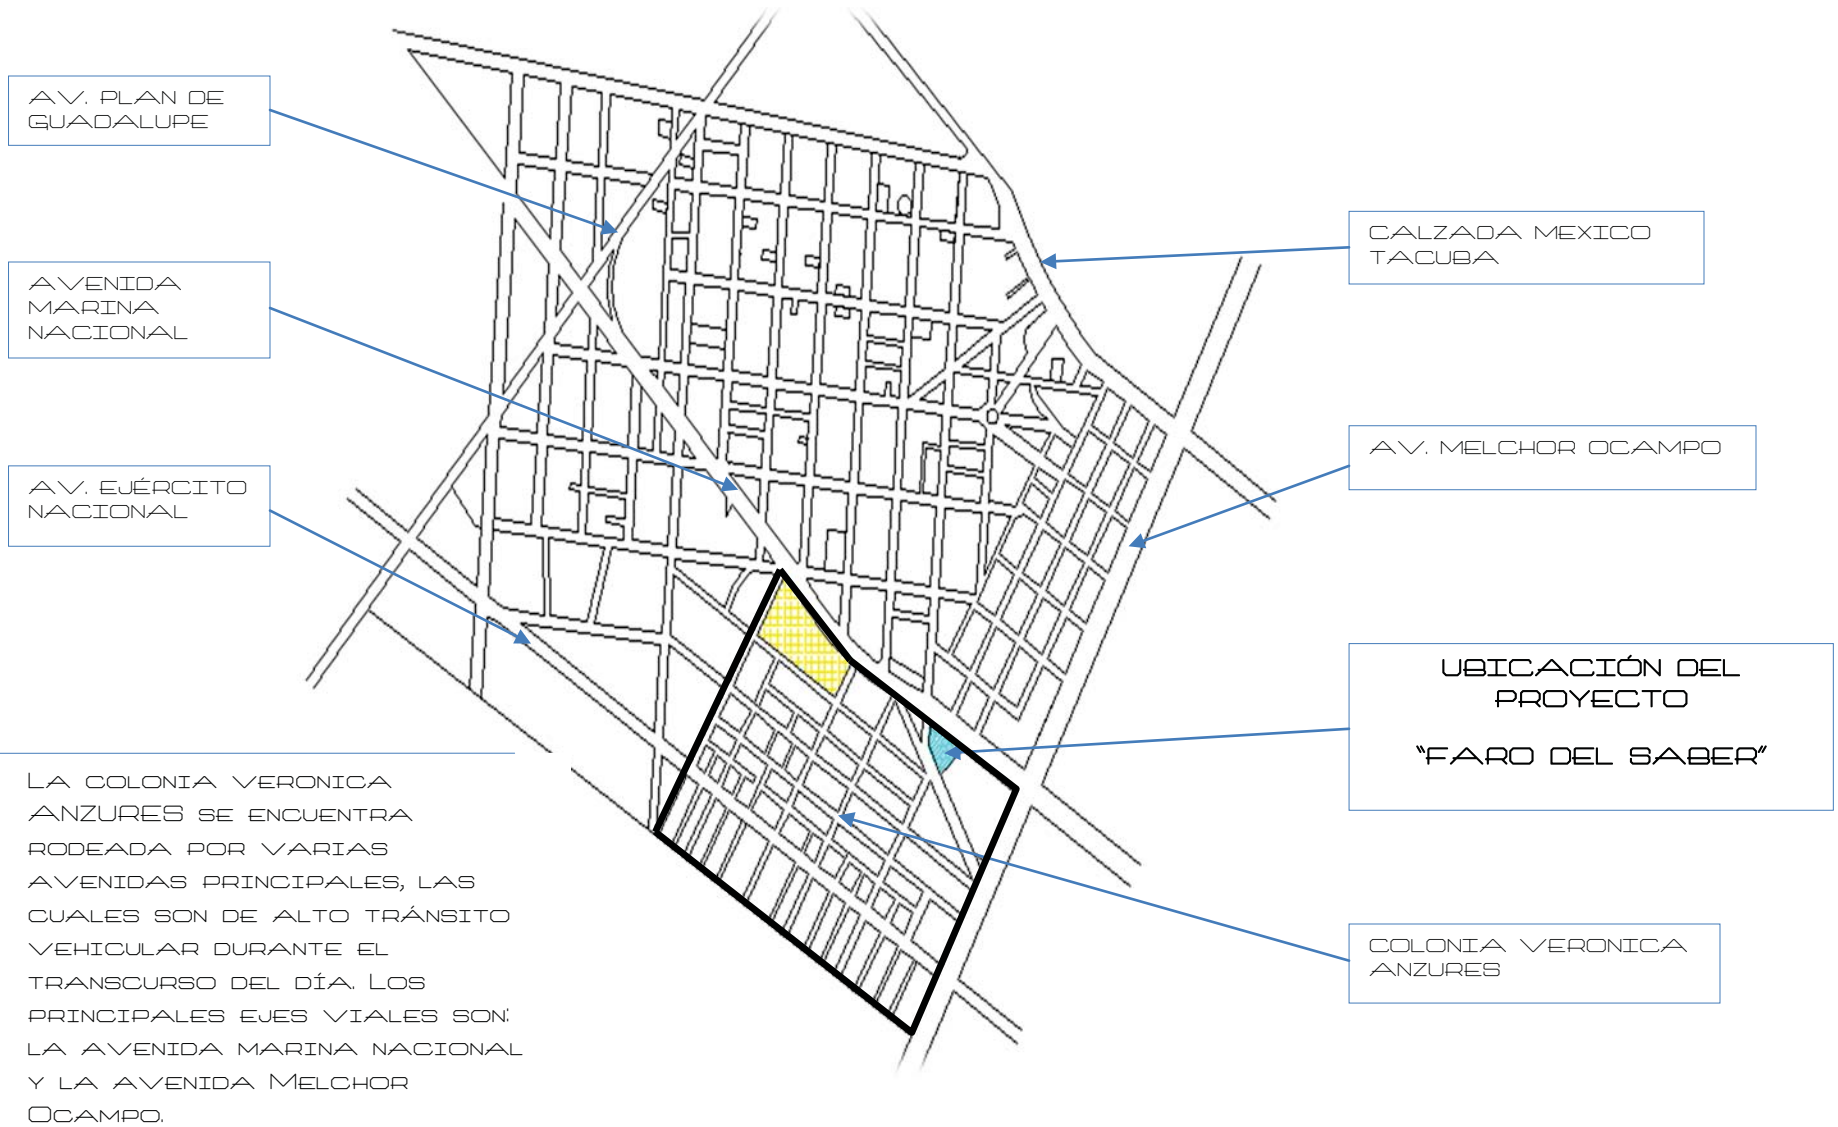 AV. PLAN DE
GUADALUPE
AVENIDA
MARINA
NACIONAL
AV. EJÉRCITO
NACIONAL
CALZADA MEXICO
TACUBA
AV. MELCHOR OCAMPO
UBICACIÓN DEL
PROYECTO
"FARO DEL SABER"
COLONIA VERONICA
ANZURES
LA COLONIA VERONICA
ANZURES SE ENCUENTRA
RODEADA POR VARIAS
AVENIDAS PRINCIPALES, LAS
CUALES SON DE ALTO TRÁNSITO
VEHICULAR DURANTE EL
TRANSCURSO DEL DÍA. LOS
PRINCIPALES EJES VIALES SON:
LA AVENIDA MARINA NACIONAL
Y LA AVENIDA MELCHOR
OCAMPO.